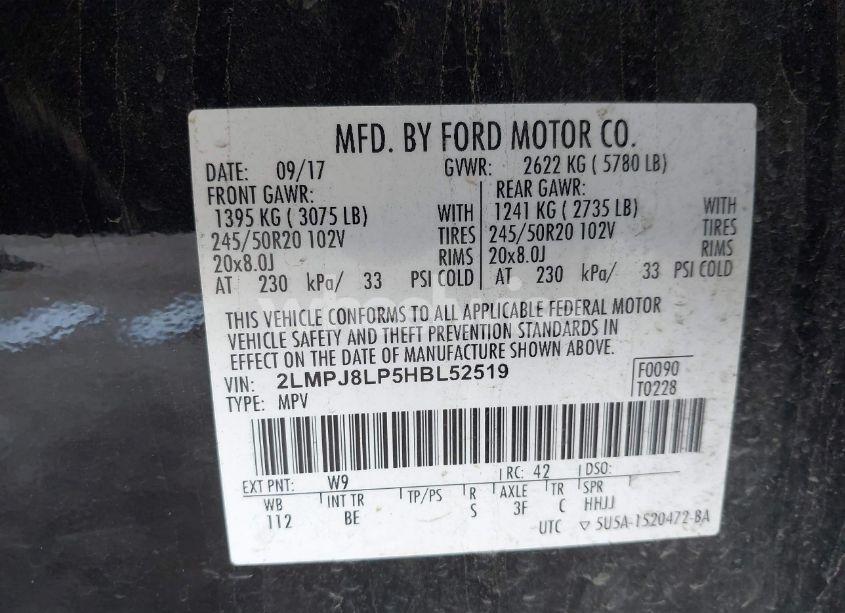 MFD. BY FORD MOTOR CO.
DATE: 09/17 GVWR: 2622 KG ( 5780 LB)
FRONT GAWR: REAR GAWR:
1395 KG ( 3075 LB) WITH 1241 KG ( 2735 LB) WITH
245/50R20 102V TIRES 245/50R20 102V TIRES
20x8.0J RIMS 20x8.0J RIMS
AT 230 kPa/ 33 PSI COLD AT 230 kPa/ 33 PSI COLD
THIS VEHICLE CONFORMS TO ALL APPLICABLE FEDERAL MOTOR
VEHICLE SAFETY AND THEFT PREVENTION STANDARDS IN
EFFECT ON THE DATE OF MANUFACTURE SHOWN ABOVE.
VIN: 2LMPJ8LP5HBL52519 F0090
TYPE: MPV T0228
EXT PNT: W9 RC: 42 DSO:
WB INT TR TP/PS R AXLE TR SPR
112 BE S 3F C HHJJ
UTC ▽ 5U5A-1520472-BA